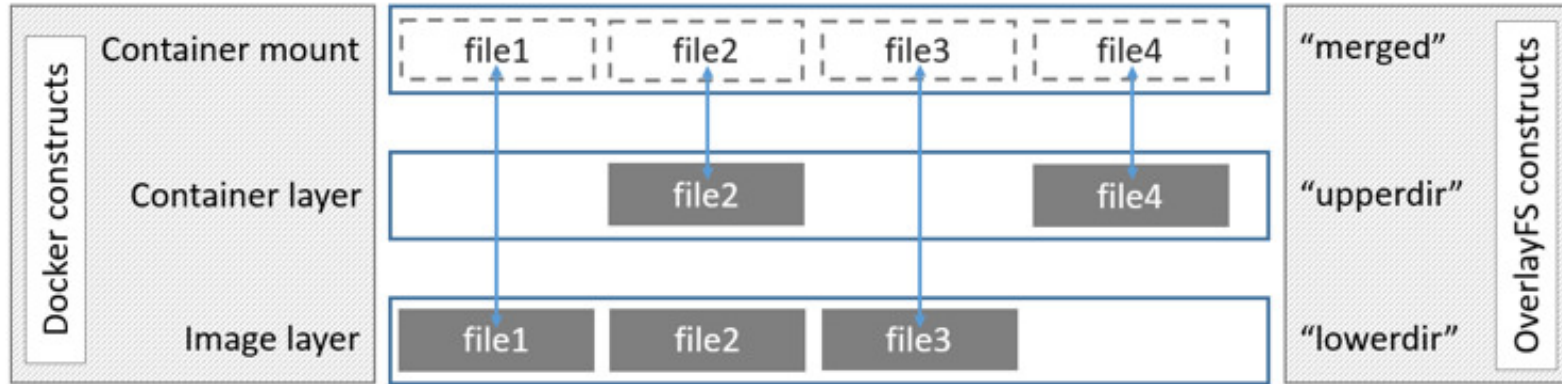 Docker constructs
Container mount
file1 file2 file3 file4
“merged”
Container layer
file2 file4
“upperdir”
Image layer
file1 file2 file3
“lowerdir”
OverlayFS constructs